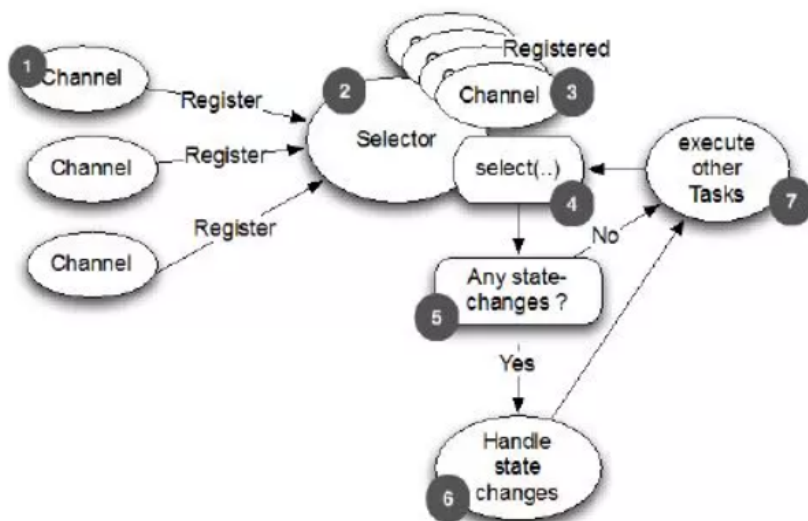 1
Channel
Register
2
Selector
Registered
Channel
3
Channel
Register
select(..)
4
execute
other
Tasks
7
Channel
Register
No
Any state-
changes ?
5
Yes
Handle
state
changes
6